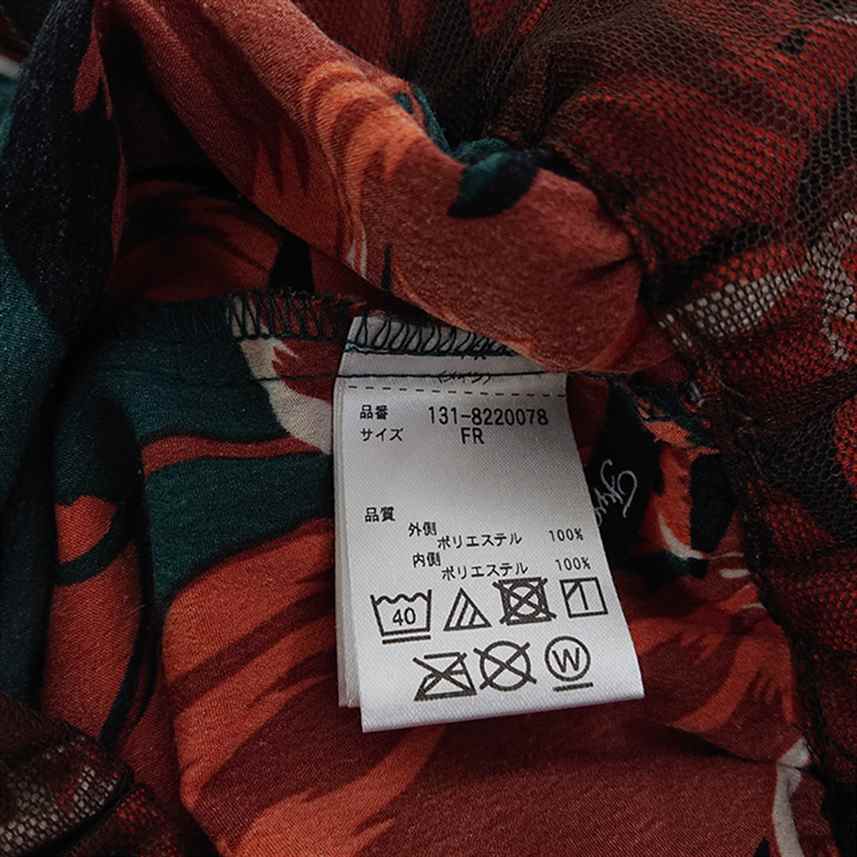 品番 131-8220078
サイズ FR
品質
外側
ポリエステル 100%
内側
ポリエステル 100%
40
W